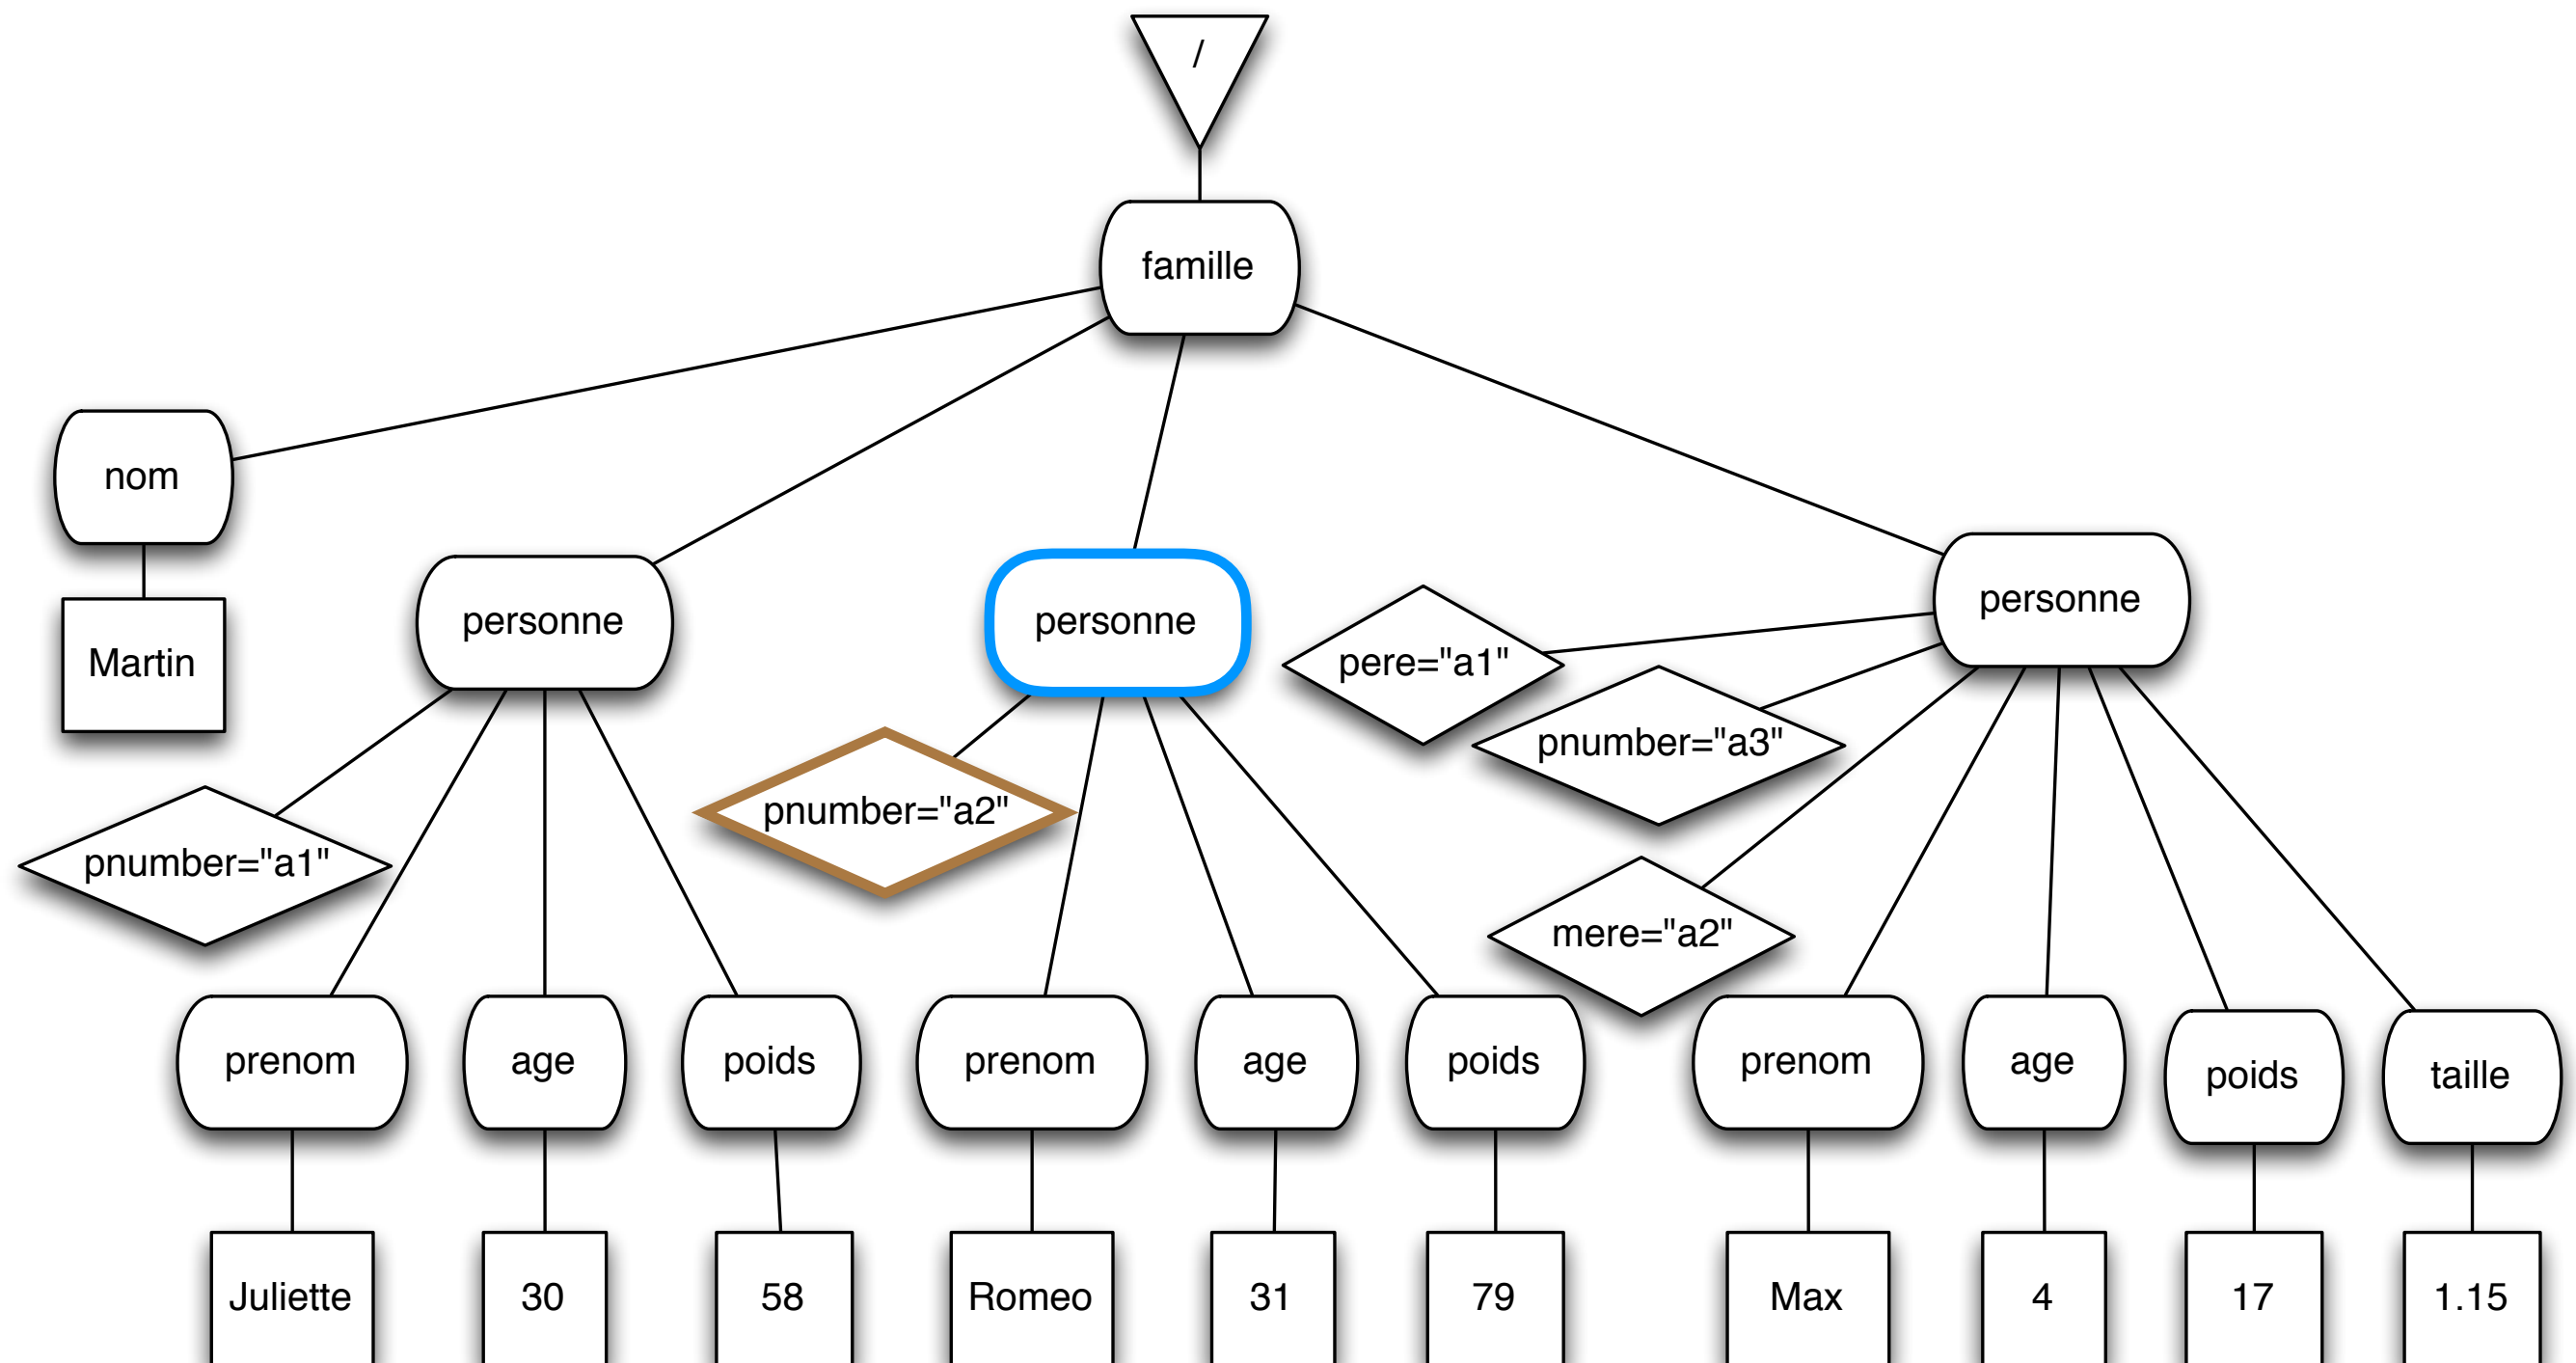 /
famille
nom
Martin
personne
personne
personne
pere="a1"
pnumber="a3"
pnumber="a2"
pnumber="a1"
mere="a2"
prenom
age
poids
prenom
age
poids
prenom
age
poids
taille
Juliette
30
58
Romeo
31
79
Max
4
17
1.15